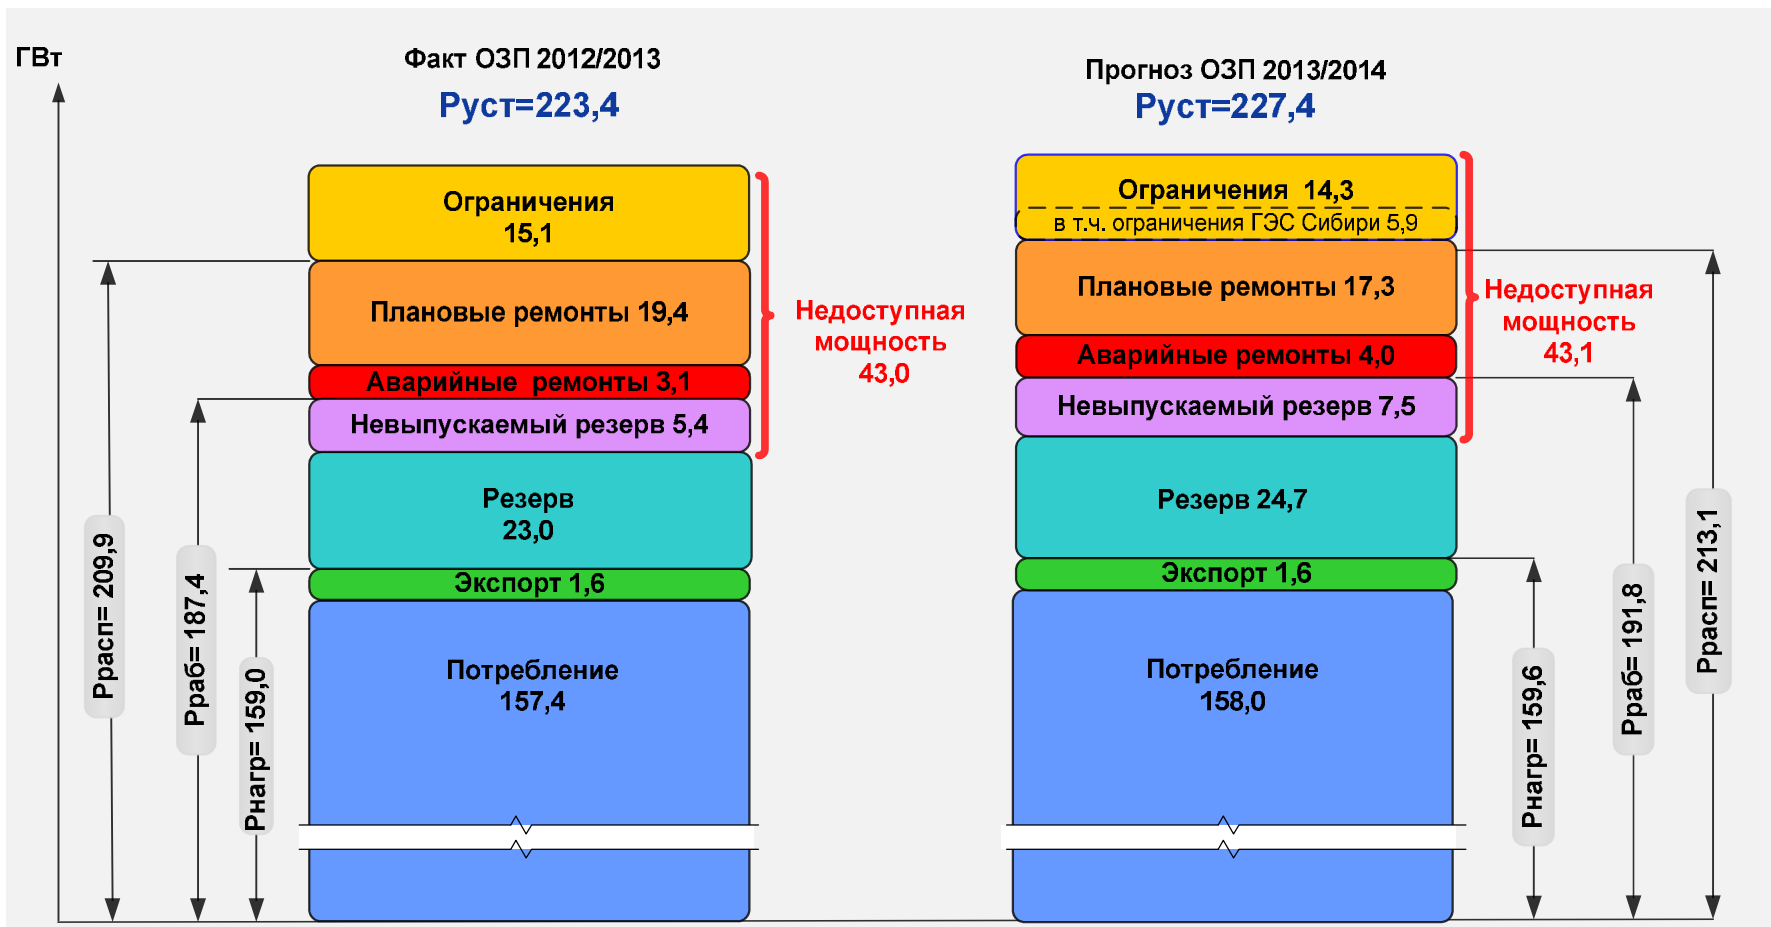 ГВт
Факт ОЗП 2012/2013
Руст=223,4
Ограничения
15,1
Плановые ремонты 19,4
Аварийные ремонты 3,1
Невыпускаемый резерв 5,4
Резерв
23,0
Экспорт 1,6
Потребление
157,4
Недоступная
мощность
43,0
Ррасп= 209,9
Рраб= 187,4
Рнагр= 159,0
Прогноз ОЗП 2013/2014
Руст=227,4
Ограничения 14,3
в т.ч. ограничения ГЭС Сибири 5,9
Плановые ремонты 17,3
Аварийные ремонты 4,0
Невыпускаемый резерв 7,5
Резерв 24,7
Экспорт 1,6
Потребление
158,0
Недоступная
мощность
43,1
Рнагр= 159,6
Рраб= 191,8
Ррасп= 213,1